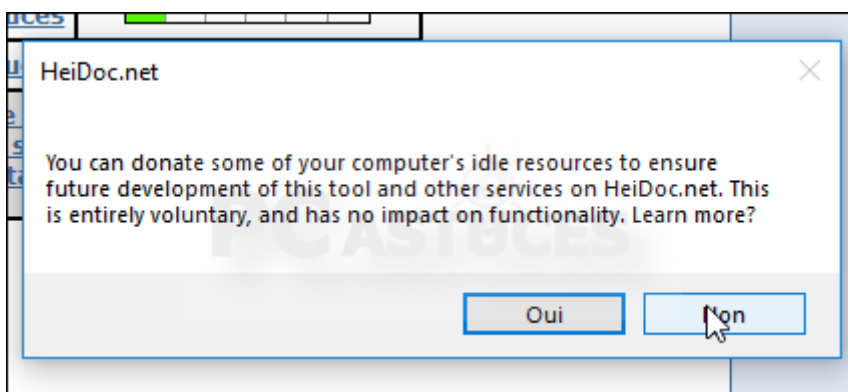 HeiDoc.net
You can donate some of your computer's idle resources to ensure
future development of this tool and other services on HeiDoc.net. This
is entirely voluntary, and has no impact on functionality. Learn more?
PC ASTUCES
Oui
Non